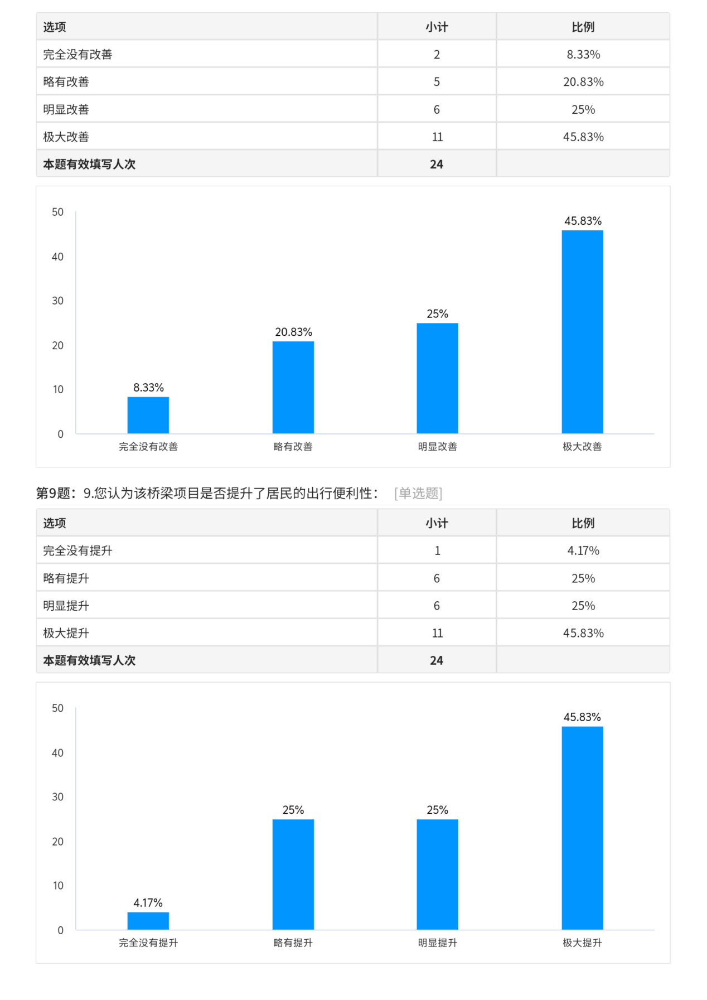 选项 小计 比例
完全没有改善 2 8.33%
略有改善 5 20.83%
明显改善 6 25%
极大改善 11 45.83%
本题有效填写人次 24
50
40
30
20
10
0
8.33%
20.83%
25%
45.83%
完全没有改善 略有改善 明显改善 极大改善
第9题：9.您认为该桥梁项目是否提升了居民的出行便利性： [单选题]
选项 小计 比例
完全没有提升 1 4.17%
略有提升 6 25%
明显提升 6 25%
极大提升 11 45.83%
本题有效填写人次 24
50
40
30
20
10
0
4.17%
25%
25%
45.83%
完全没有提升 略有提升 明显提升 极大提升